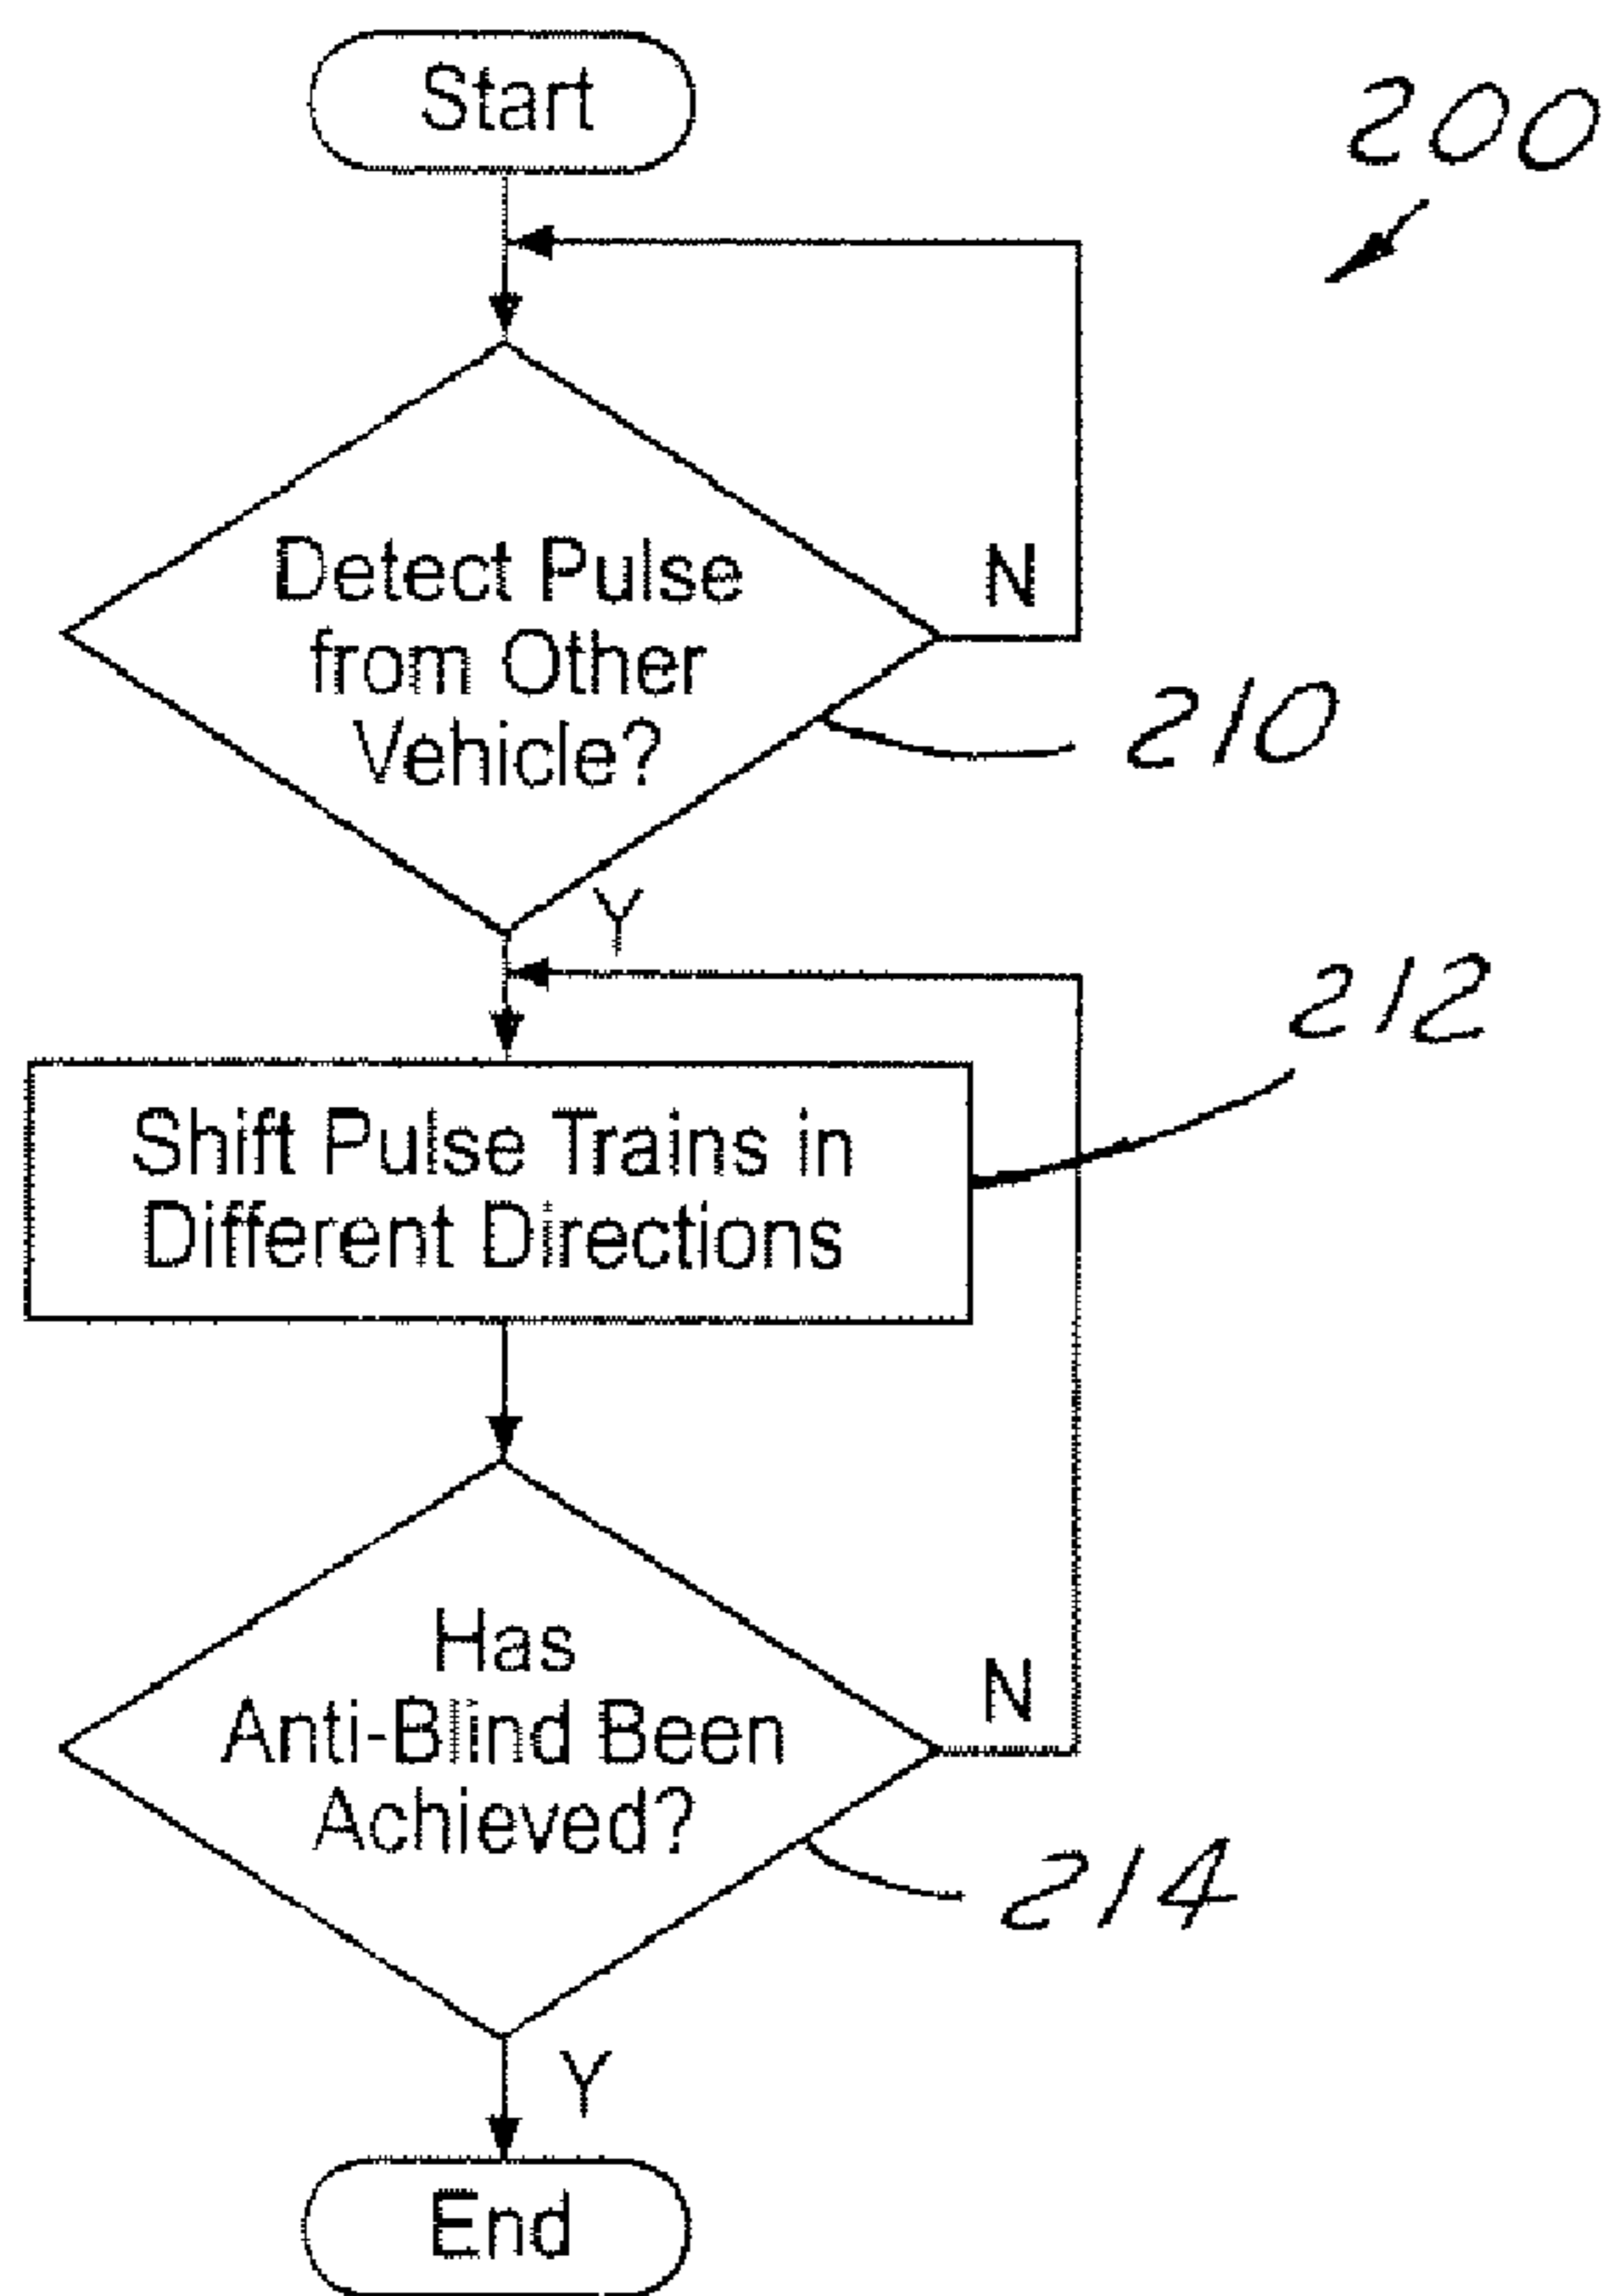 Start
200
Detect Pulse
from Other
Vehicle?
N
210
Y
212
Shift Pulse Trains in
Different Directions
Has
Anti-Blind Been
Achieved?
N
214
Y
End